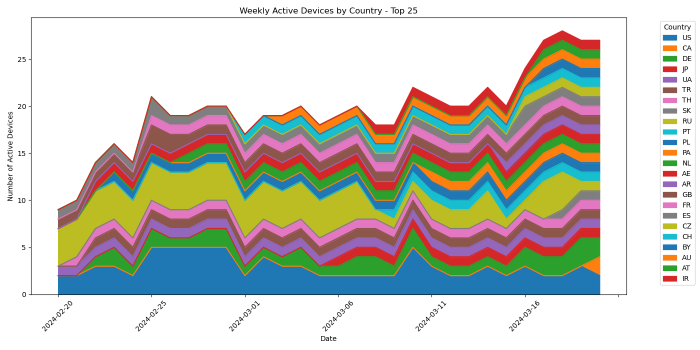 Weekly Active Devices by Country - Top 25
Number of Active Devices
25
20
15
10
5
0
2024-02-20
2024-02-25
2024-03-01
2024-03-06
2024-03-11
2024-03-16
Date
Country
US
CA
DE
JP
UA
TR
TH
SK
RU
PT
PL
PA
NL
AE
AR
GB
FR
ES
CZ
CH
BY
AU
AT
IR